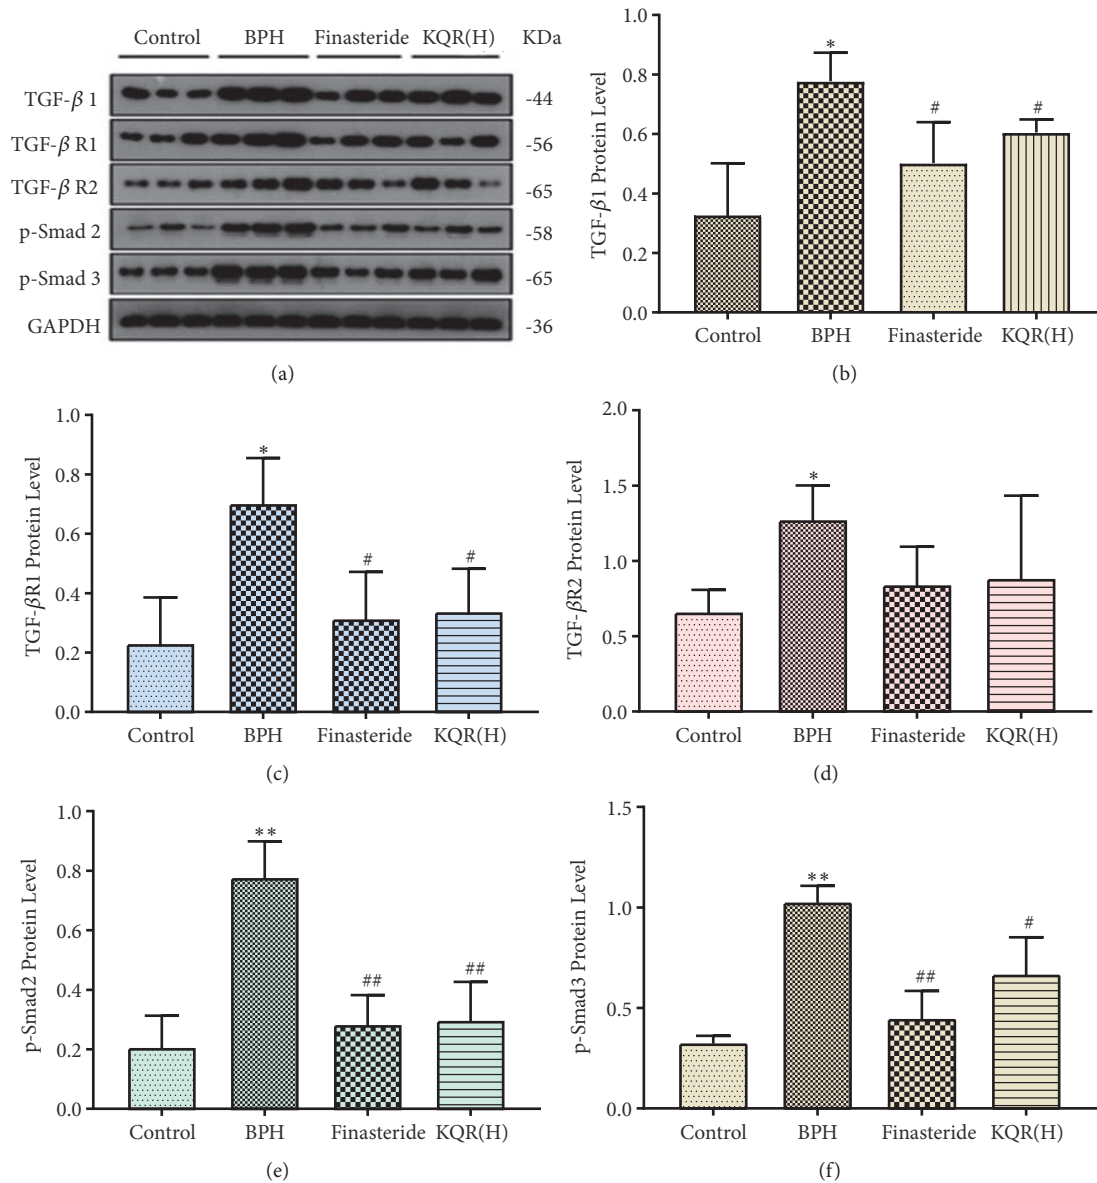 Control BPH Finasteride KQR(H) KDa
TGF-β 1 -44
TGF-β R1 -56
TGF-β R2 -65
p-Smad 2 -58
p-Smad 3 -65
GAPDH -36
(a)
TGF-β1 Protein Level
1.0
0.8
0.6
0.4
0.2
0.0
*
#
#
Control BPH Finasteride KQR(H)
(b)
TGF-βR1 Protein Level
1.0
0.8
0.6
0.4
0.2
0.0
*
#
#
Control BPH Finasteride KQR(H)
(c)
TGF-βR2 Protein Level
2.0
1.5
1.0
0.5
0.0
*
Control BPH Finasteride KQR(H)
(d)
p-Smad2 Protein Level
1.0
0.8
0.6
0.4
0.2
0.0
**
##
##
Control BPH Finasteride KQR(H)
(e)
p-Smad3 Protein Level
1.5
1.0
0.5
0.0
**
##
#
Control BPH Finasteride KQR(H)
(f)